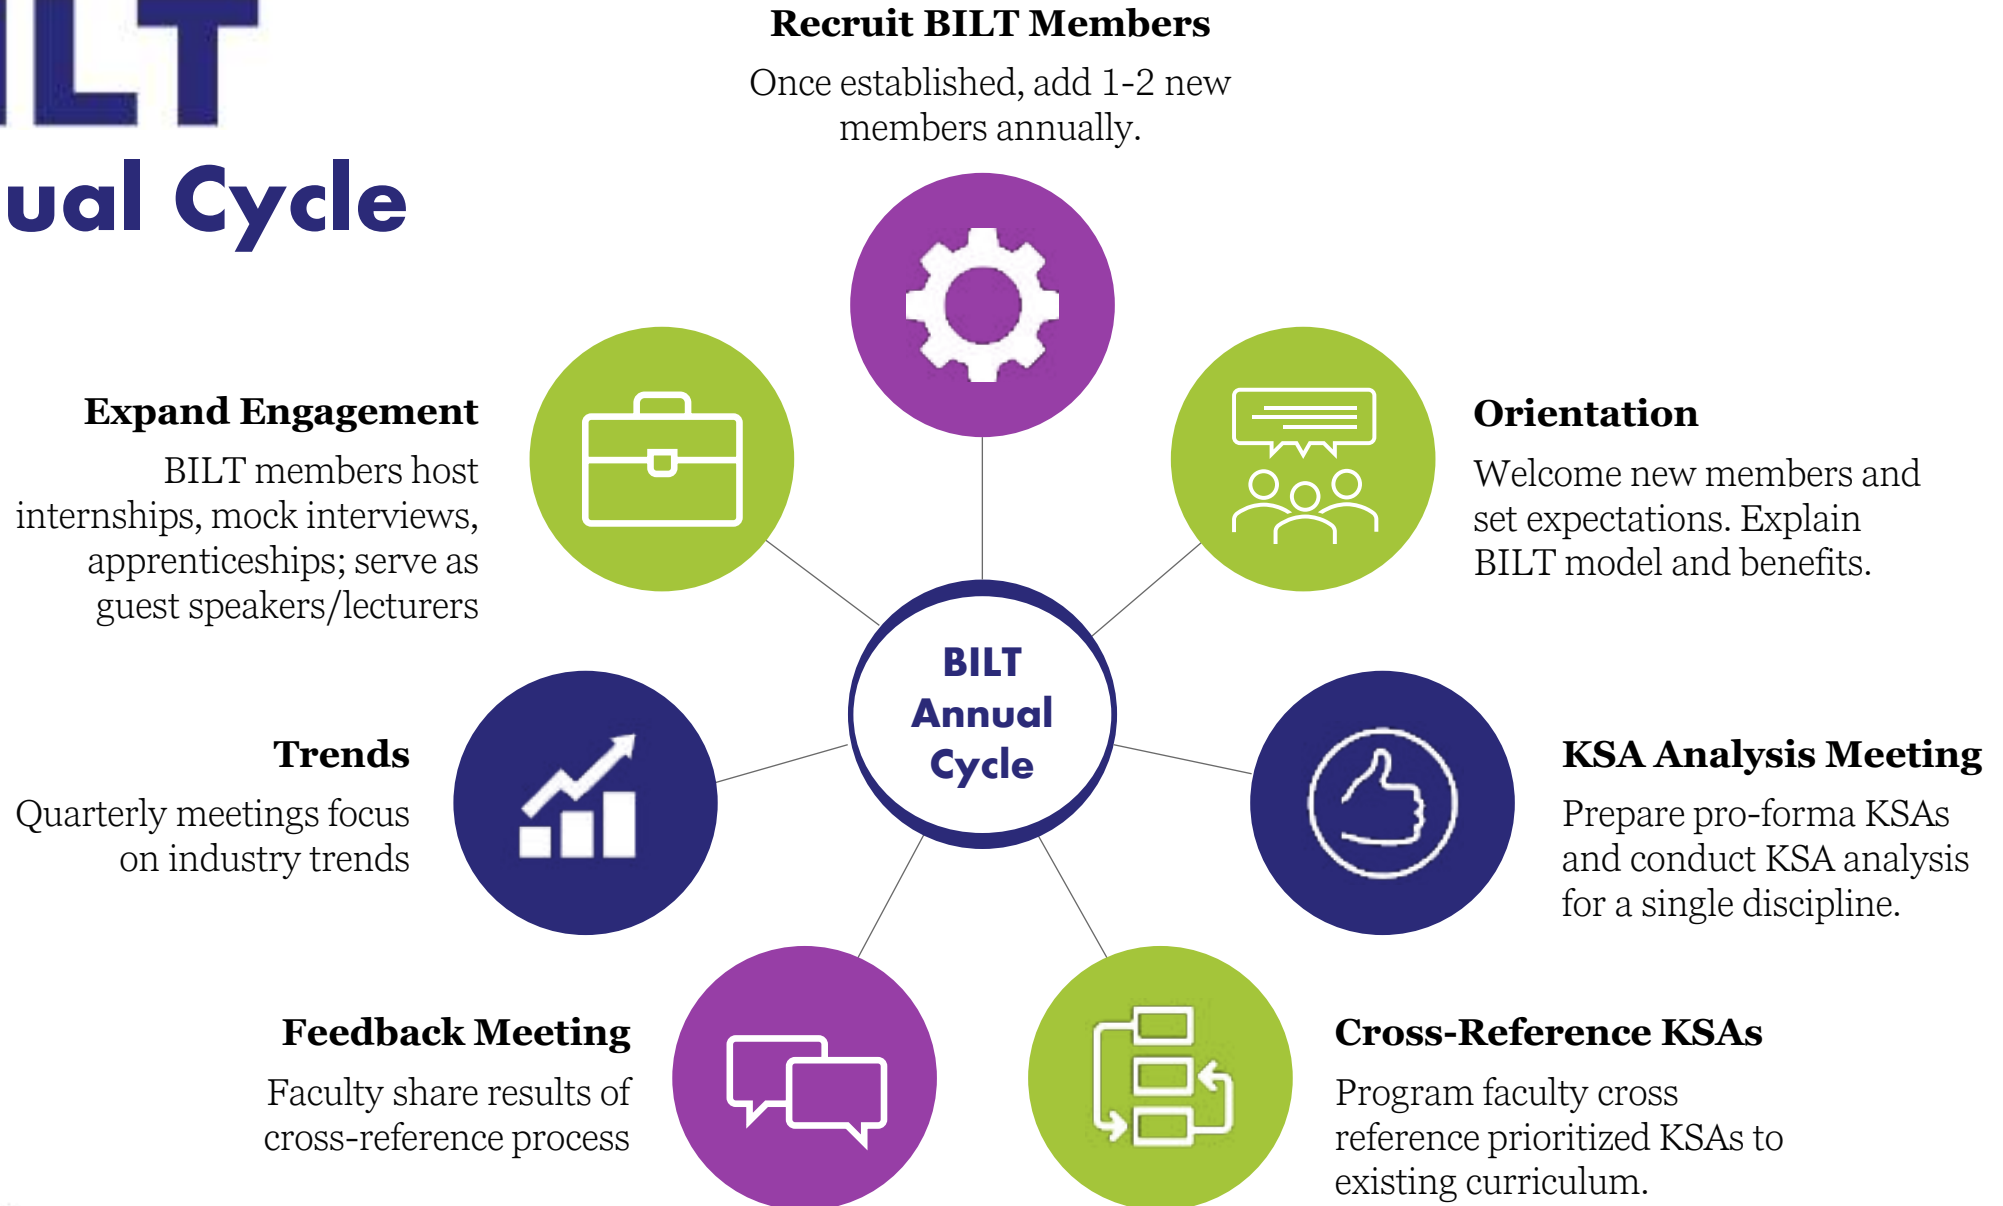 ILT
ual Cycle
Recruit BILT Members
Once established, add 1-2 new
members annually.
Orientation
Welcome new members and
set expectations. Explain
BILT model and benefits.
KSA Analysis Meeting
Prepare pro-forma KSAs
and conduct KSA analysis
for a single discipline.
Cross-Reference KSAs
Program faculty cross
reference prioritized KSAs to
existing curriculum.
Feedback Meeting
Faculty share results of
cross-reference process
Trends
Quarterly meetings focus
on industry trends
Expand Engagement
BILT members host
internships, mock interviews,
apprenticeships; serve as
guest speakers/lecturers
BILT
Annual
Cycle